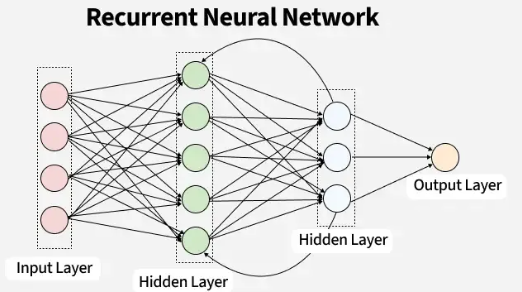 Recurrent Neural Network
Input Layer
Hidden Layer
Hidden Layer
Output Layer